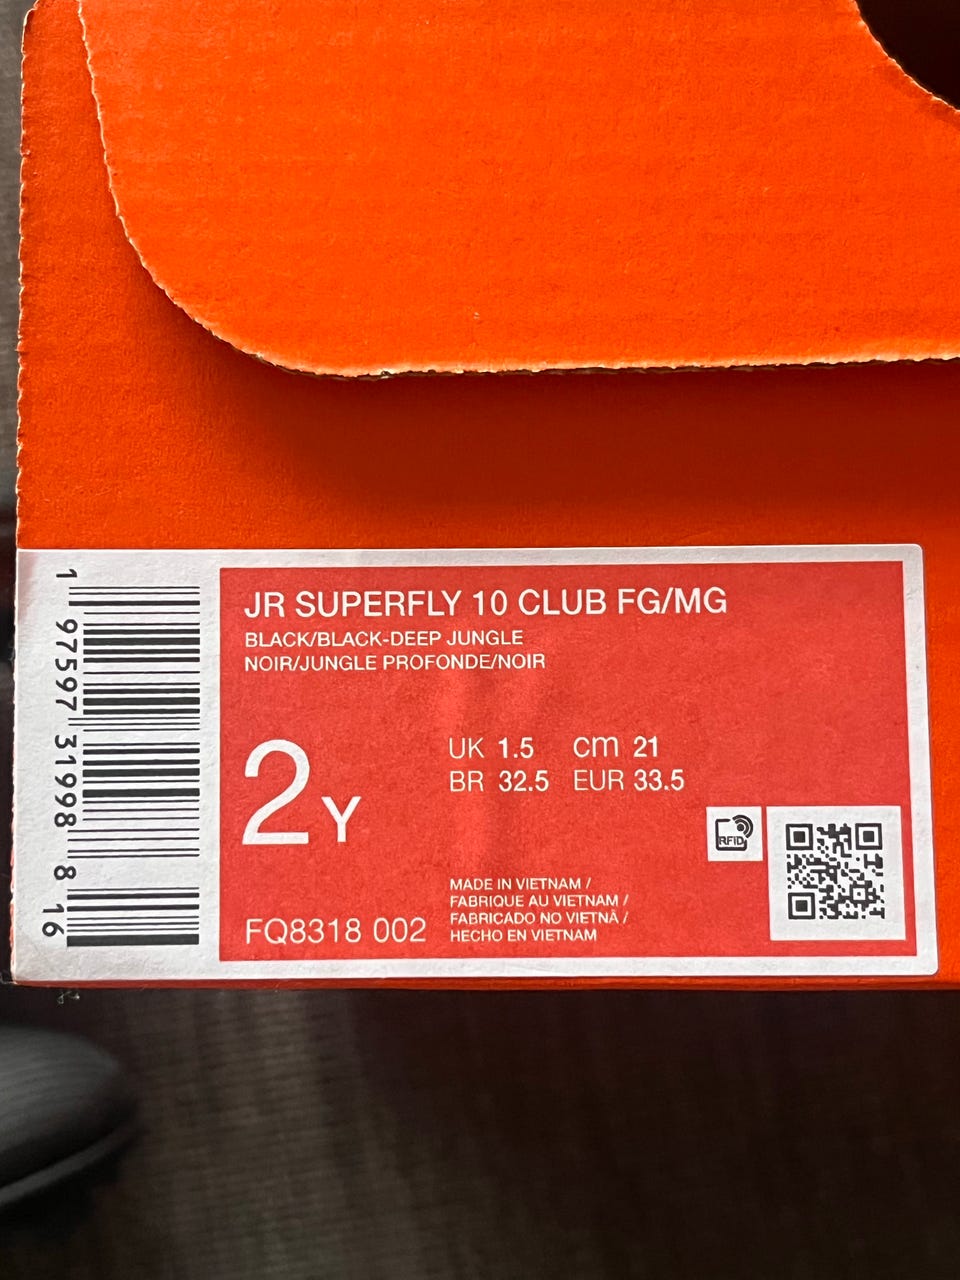 1 97597 31998 8 16
JR SUPERFLY 10 CLUB FG/MG
BLACK/BLACK-DEEP JUNGLE
NOIR/JUNGLE PROFONDE/NOIR
2Y
UK 1.5 cm 21
BR 32.5 EUR 33.5
RFID
FQ8318 002
MADE IN VIETNAM /
FABRIQUE AU VIETNAM /
FABRICADO NO VIETNÃ /
HECHO EN VIETNAM